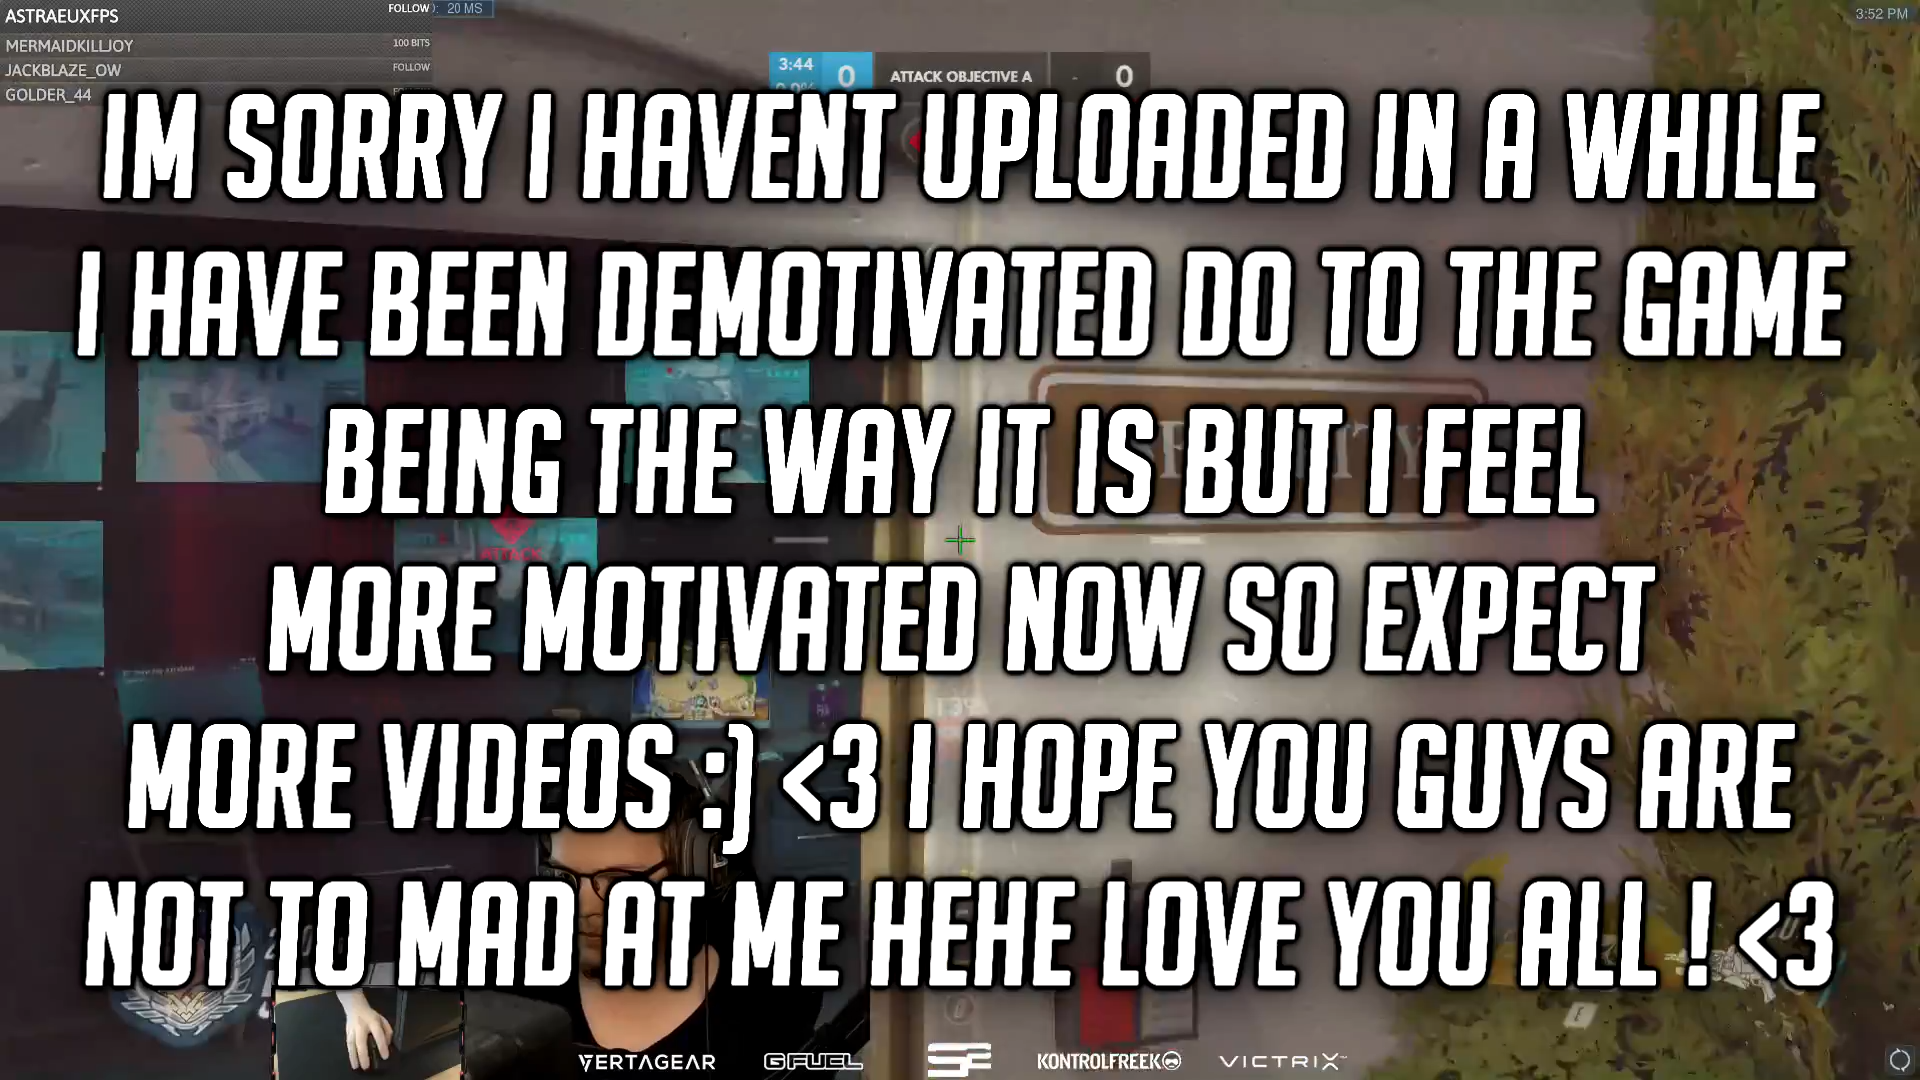 ASTRAEUXFPS FOLLOW 20 MS 3:52 PM
MERMAIDKILLJOY 100 BITS
JACKBLAZE_OW FOLLOW
GOLDER_44
3:44 0 ATTACK OBJECTIVE A - 0
IM SORRY I HAVENT UPLOADED IN A WHILE
I HAVE BEEN DEMOTIVATED DO TO THE GAME
BEING THE WAY IT IS BUT I FEEL
ATTACK
MORE MOTIVATED NOW SO EXPECT
MORE VIDEOS :) <3 I HOPE YOU GUYS ARE
NOT TO MAD AT ME HEHE LOVE YOU ALL ! <3
E
VERTAGEAR GFUEL KONTROLFREEK VICTRIX